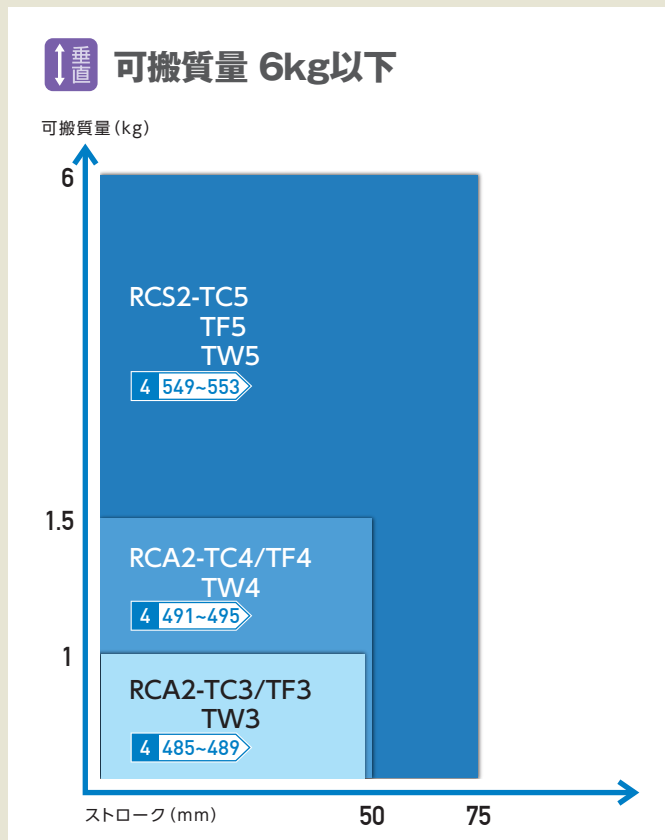 垂直
可搬質量 6kg以下
可搬質量(kg)
6
RCS2-TC5
TF5
TW5
4 549~553
1.5
RCA2-TC4/TF4
TW4
4 491~495
1
RCA2-TC3/TF3
TW3
4 485~489
ストローク(mm)
50
75